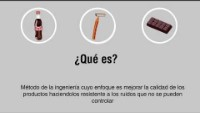 ¿Qué es?
Método de la ingeniería cuyo enfoque es mejorar la calidad de los
productos haciendolos resistente a los ruidos que no se pueden
controlar